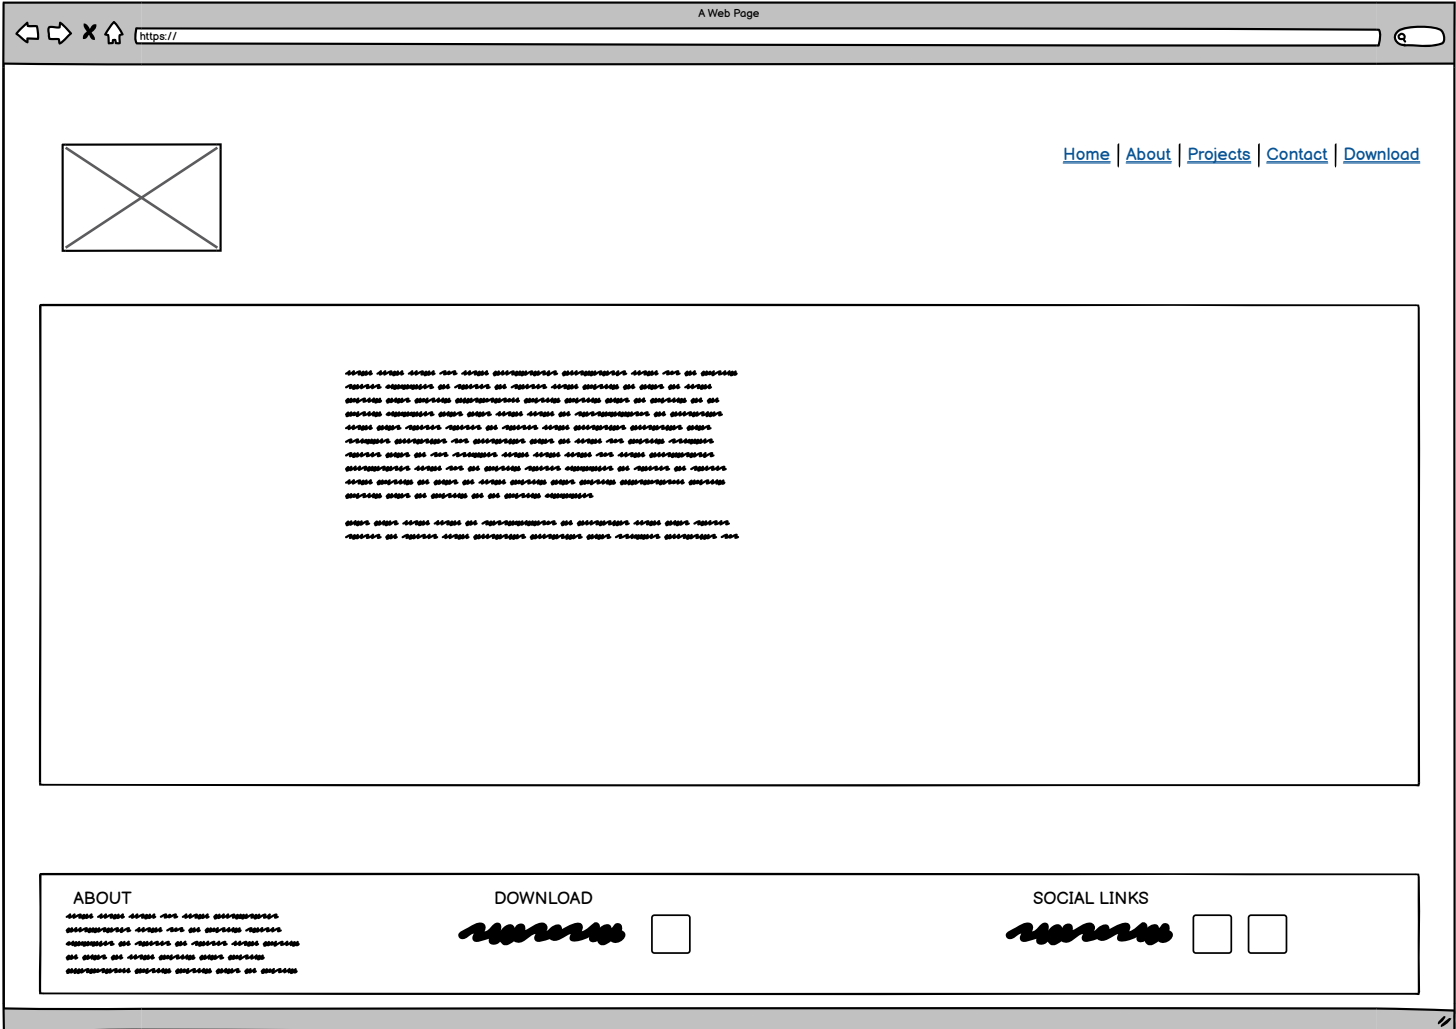 A Web Page
https://
Home | About | Projects | Contact | Download
ABOUT
DOWNLOAD
SOCIAL LINKS